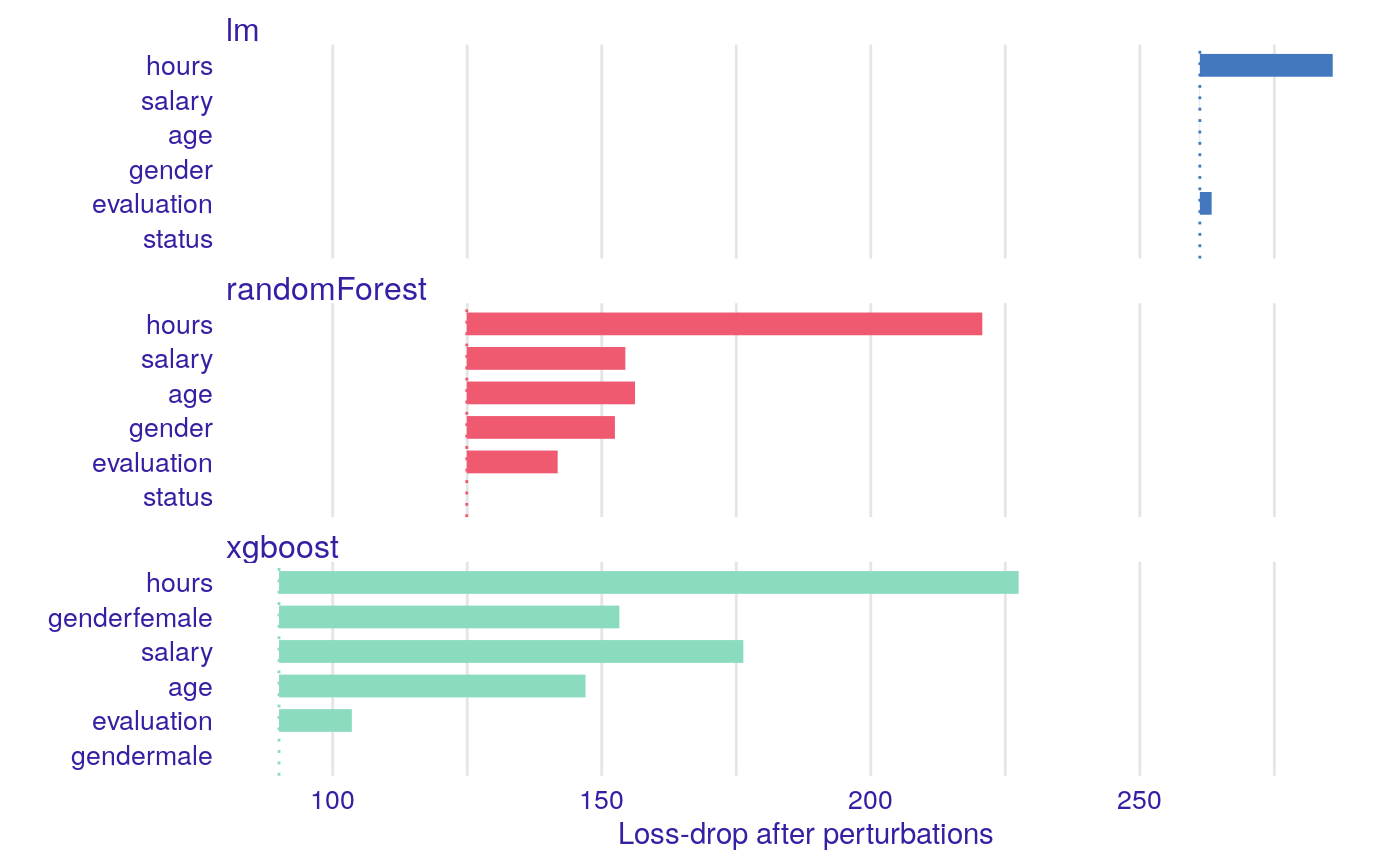 lm
hours
salary
age
gender
evaluation
status
randomForest
hours
salary
age
gender
evaluation
status
xgboost
hours
genderfemale
salary
age
evaluation
gendermale
100 150 200 250
Loss-drop after perturbations